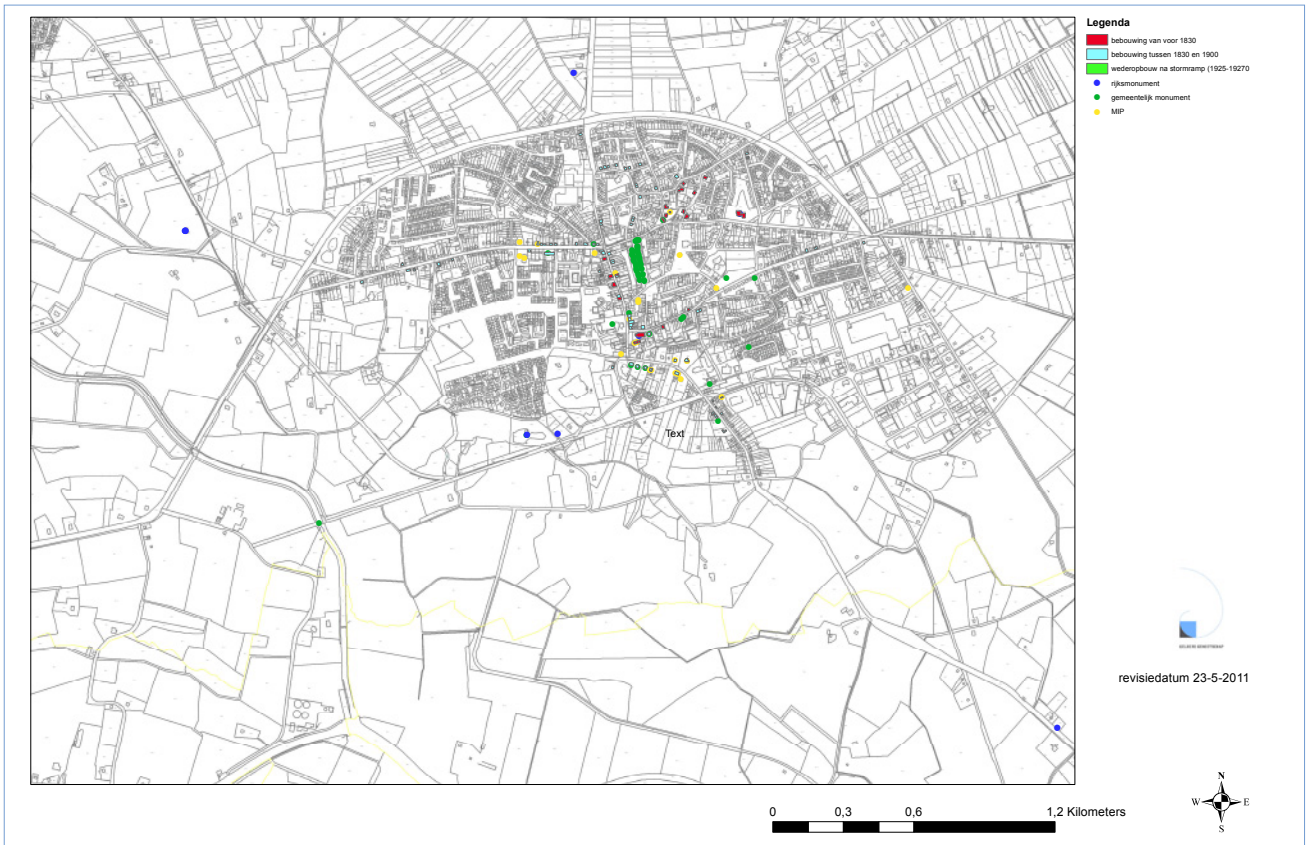 Legenda
bebouwing van voor 1830
bebouwing tussen 1830 en 1900
wederopbouw na stormramp (1925-19270
rijksmonument
gemeentelijk monument
MIP
Text
revisiedatum 23-5-2011
N
W E
S
0 0,3 0,6 1,2 Kilometers